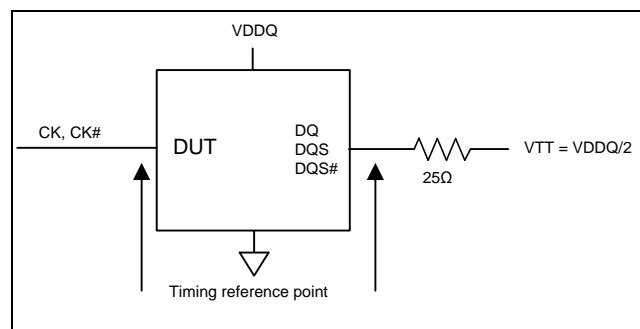 VDDQ
CK, CK#
DUT
DQ
DQS
DQS#
VTT = VDDQ/2
25Ω
Timing reference point